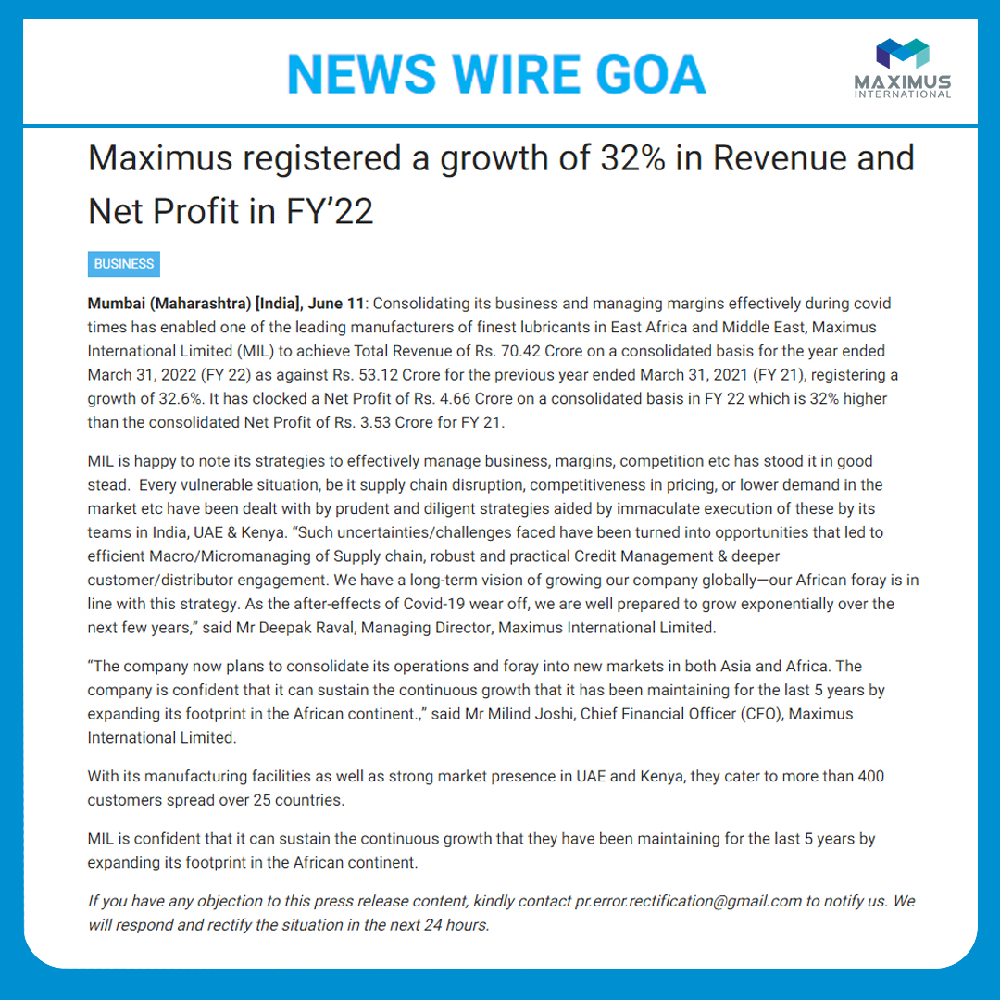 NEWS WIRE GOA
MAXIMUS
INTERNATIONAL
Maximus registered a growth of 32% in Revenue and
Net Profit in FY’22
BUSINESS
Mumbai (Maharashtra) [India], June 11: Consolidating its business and managing margins effectively during covid
times has enabled one of the leading manufacturers of finest lubricants in East Africa and Middle East, Maximus
International Limited (MIL) to achieve Total Revenue of Rs. 70.42 Crore on a consolidated basis for the year ended
March 31, 2022 (FY 22) as against Rs. 53.12 Crore for the previous year ended March 31, 2021 (FY 21), registering a
growth of 32.6%. It has clocked a Net Profit of Rs. 4.66 Crore on a consolidated basis in FY 22 which is 32% higher
than the consolidated Net Profit of Rs. 3.53 Crore for FY 21.
MIL is happy to note its strategies to effectively manage business, margins, competition etc has stood it in good
stead.  Every vulnerable situation, be it supply chain disruption, competitiveness in pricing, or lower demand in the
market etc have been dealt with by prudent and diligent strategies aided by immaculate execution of these by its
teams in India, UAE & Kenya. “Such uncertainties/challenges faced have been turned into opportunities that led to
efficient Macro/Micromanaging of Supply chain, robust and practical Credit Management & deeper
customer/distributor engagement. We have a long-term vision of growing our company globally—our African foray is in
line with this strategy. As the after-effects of Covid-19 wear off, we are well prepared to grow exponentially over the
next few years,” said Mr Deepak Raval, Managing Director, Maximus International Limited.
“The company now plans to consolidate its operations and foray into new markets in both Asia and Africa. The
company is confident that it can sustain the continuous growth that it has been maintaining for the last 5 years by
expanding its footprint in the African continent.,” said Mr Milind Joshi, Chief Financial Officer (CFO), Maximus
International Limited.
With its manufacturing facilities as well as strong market presence in UAE and Kenya, they cater to more than 400
customers spread over 25 countries.
MIL is confident that it can sustain the continuous growth that they have been maintaining for the last 5 years by
expanding its footprint in the African continent.
If you have any objection to this press release content, kindly contact pr.error.rectification@gmail.com to notify us. We
will respond and rectify the situation in the next 24 hours.